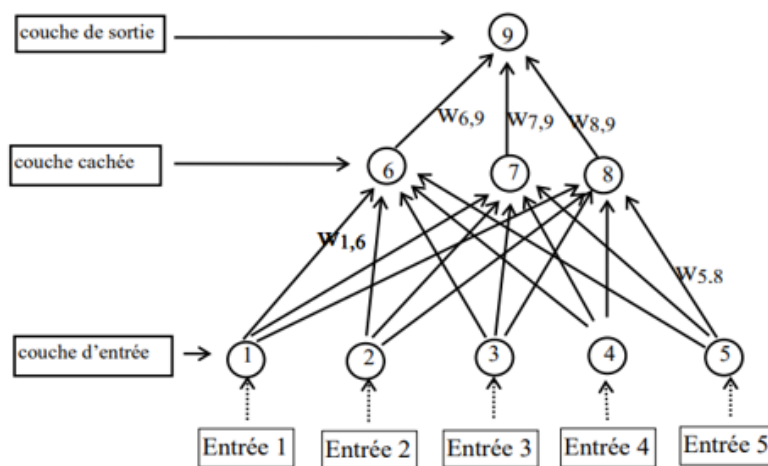 couche de sortie
9
W6,9
W7,9
W8,9
couche cachée
6
7
8
W1,6
W5.8
couche d'entrée
1
2
3
4
5
Entrée 1
Entrée 2
Entrée 3
Entrée 4
Entrée 5